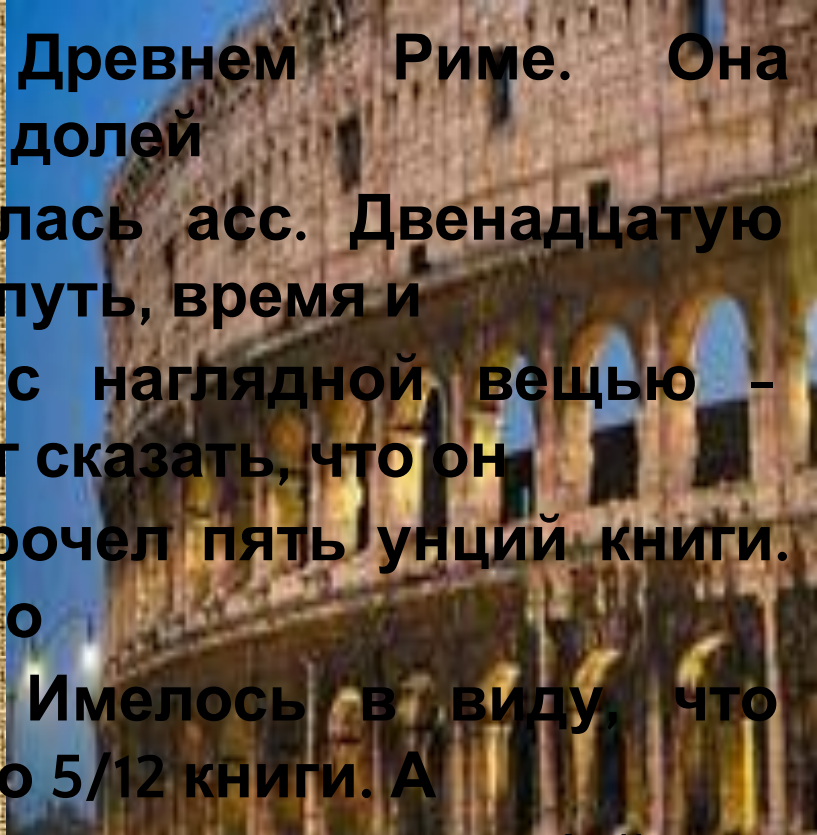 Древнем Риме. Она
долей
лась асс. Двенадцатую
путь, время и
с наглядной вещью –
г сказать, что он
рочел пять унций книги.
о
Имелось в виду, что
о 5/12 книги. А